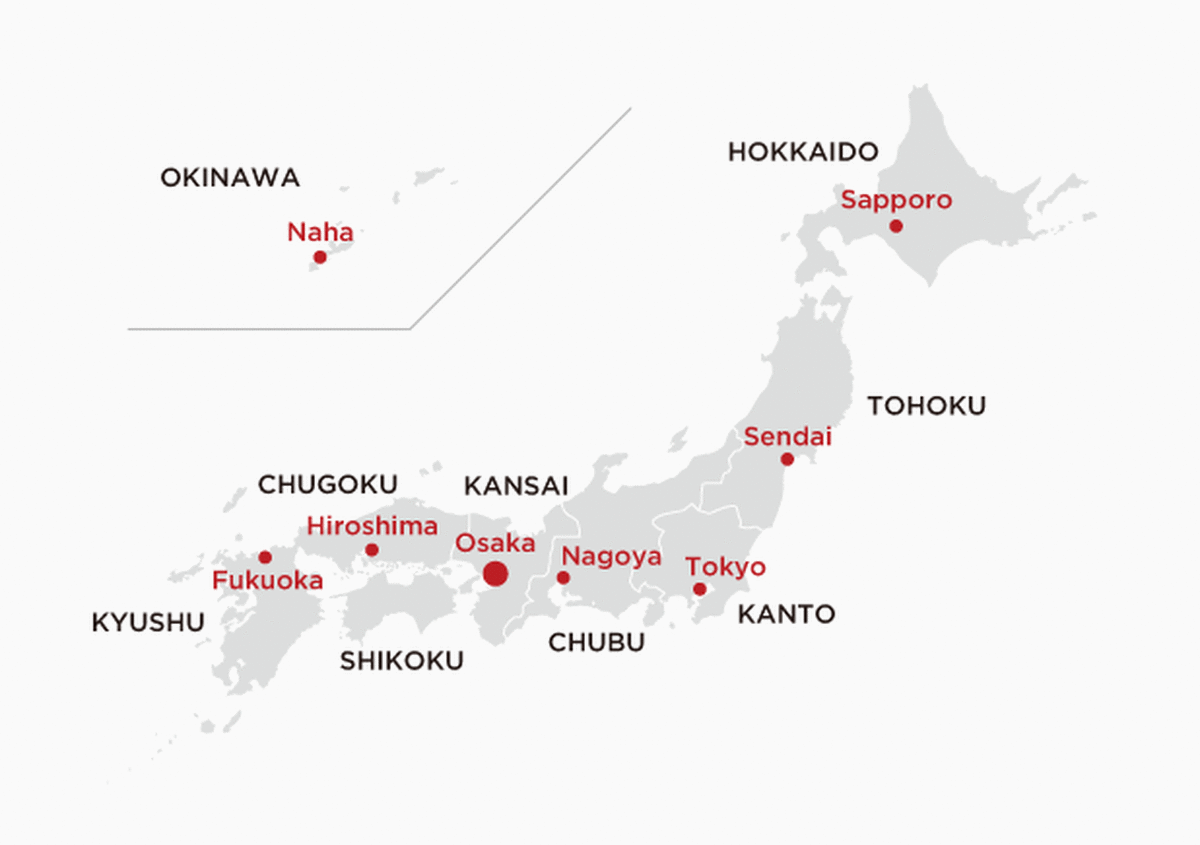 HOKKAIDO
OKINAWA
Sapporo
Naha
TOHOKU
Sendai
CHUGOKU
KANSAI
Hiroshima
Osaka
Nagoya
Tokyo
Fukuoka
KANTO
KYUSHU
CHUBU
SHIKOKU